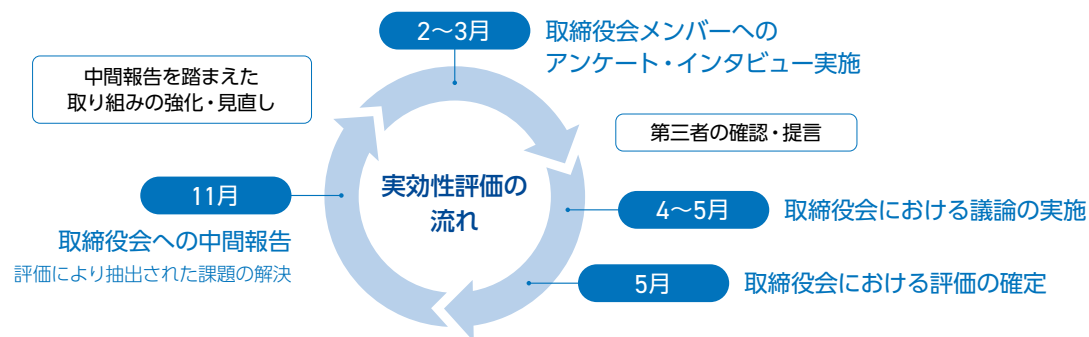 2〜3月
取締役会メンバーへの
アンケート・インタビュー実施
中間報告を踏まえた
取り組みの強化・見直し
第三者の確認・提言
実効性評価の
流れ
11月
取締役会への中間報告
評価により抽出された課題の解決
4〜5月
取締役会における議論の実施
5月
取締役会における評価の確定